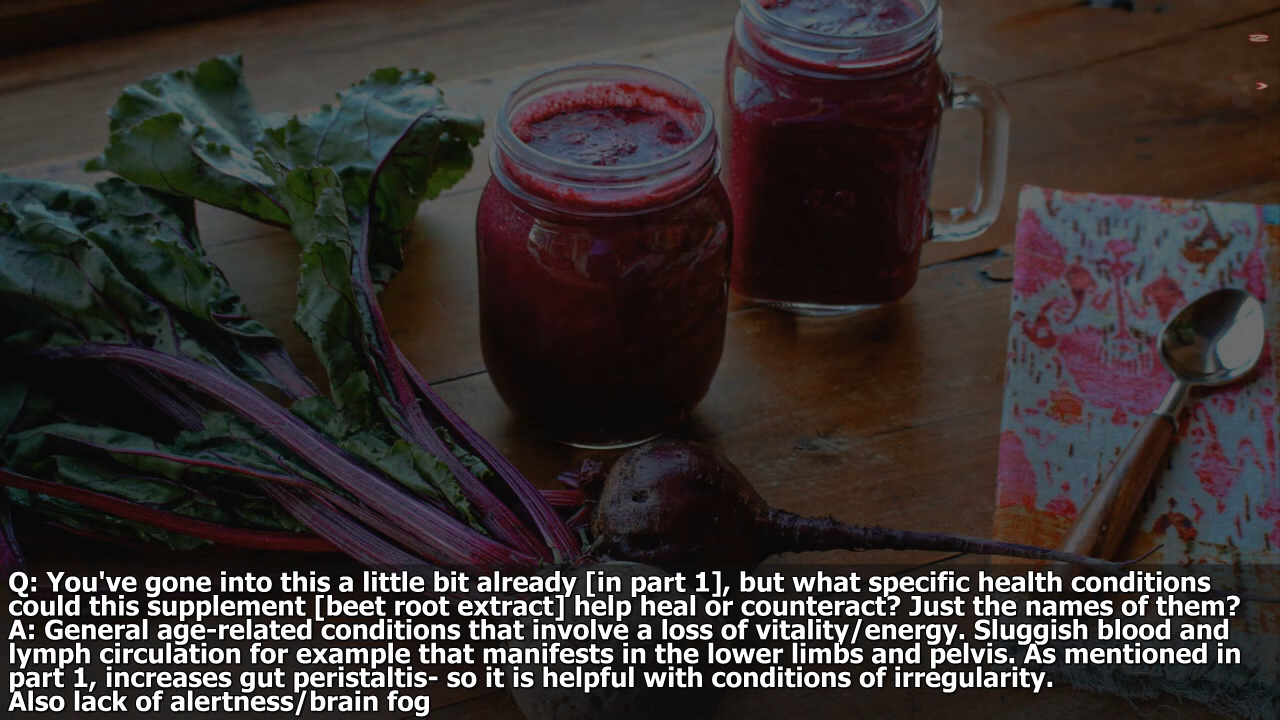 Q: You've gone into this a little bit already [in part 1], but what specific health conditions
could this supplement [beet root extract] help heal or counteract? Just the names of them?
A: General age-related conditions that involve a loss of vitality/energy. Sluggish blood and
lymph circulation for example that manifests in the lower limbs and pelvis. As mentioned in
part 1, increases gut peristaltis- so it is helpful with conditions of irregularity.
Also lack of alertness/brain fog